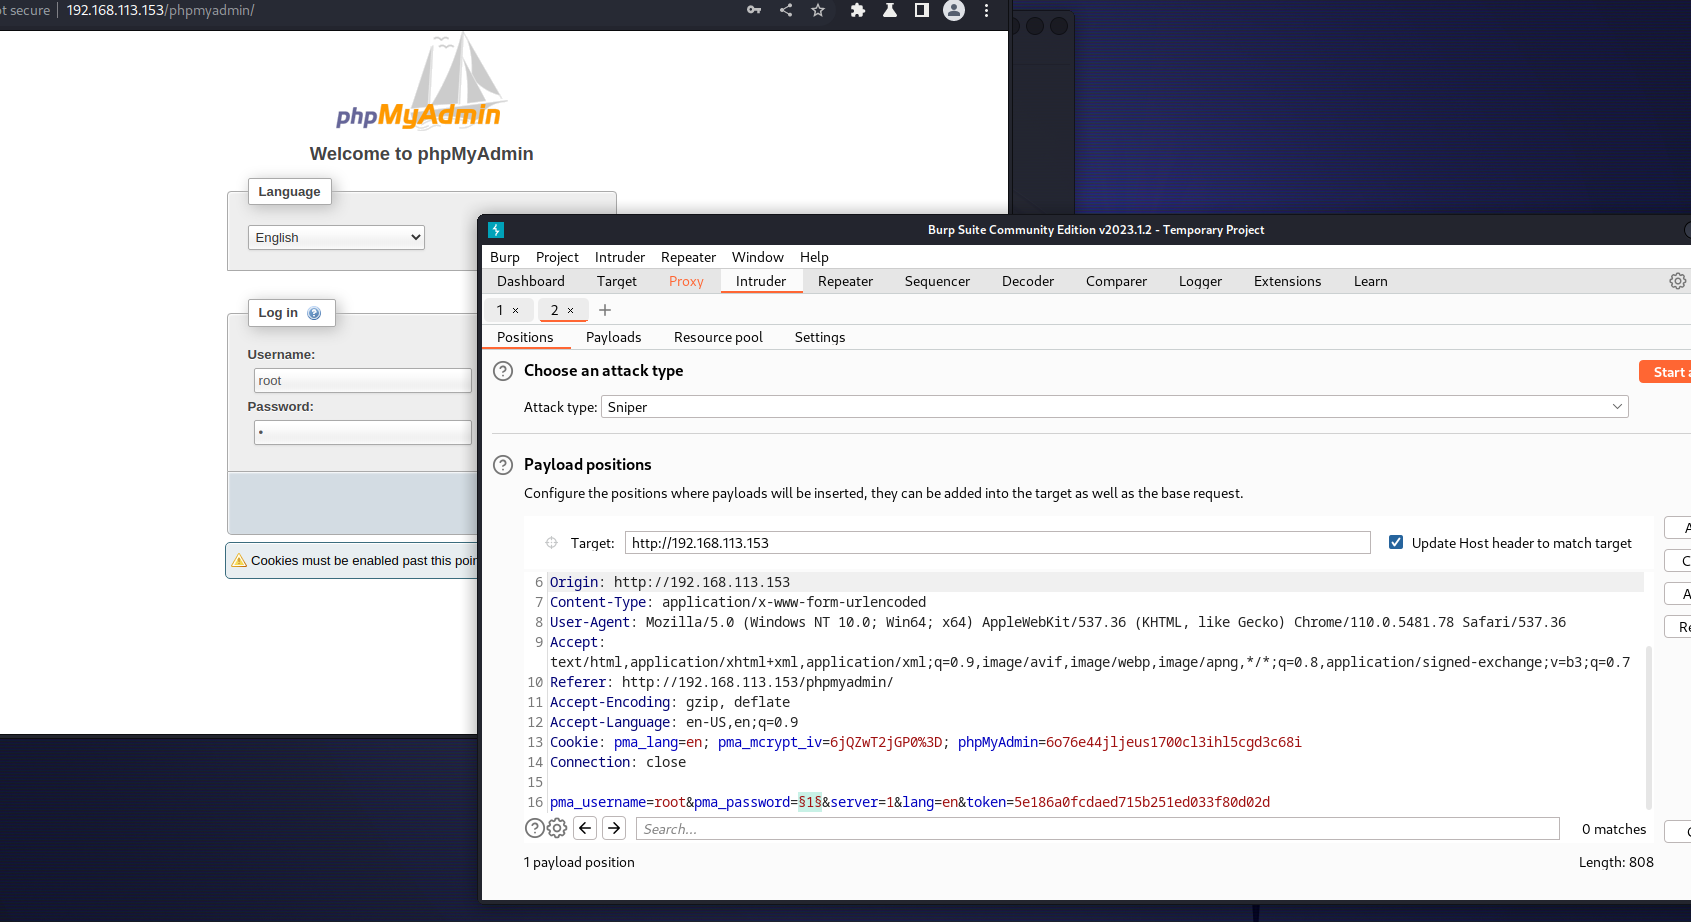 ot secure | 192.168.113.153/phpmyadmin/
phpMyAdmin
Welcome to phpMyAdmin
Language
English
Log in
Username:
root
Password:
•
Cookies must be enabled past this poin
Burp Suite Community Edition v2023.1.2 - Temporary Project
Burp Project Intruder Repeater Window Help
Dashboard Target Proxy Intruder Repeater Sequencer Decoder Comparer Logger Extensions Learn
1 × 2 × +
Positions Payloads Resource pool Settings
? Choose an attack type
Start a
Attack type: Sniper
? Payload positions
Configure the positions where payloads will be inserted, they can be added into the target as well as the base request.
A
Target: http://192.168.113.153 Update Host header to match target
C
6 Origin: http://192.168.113.153
A
7 Content-Type: application/x-www-form-urlencoded
8 User-Agent: Mozilla/5.0 (Windows NT 10.0; Win64; x64) AppleWebKit/537.36 (KHTML, like Gecko) Chrome/110.0.5481.78 Safari/537.36
Re
9 Accept:
text/html,application/xhtml+xml,application/xml;q=0.9,image/avif,image/webp,image/apng,*/*;q=0.8,application/signed-exchange;v=b3;q=0.7
10 Referer: http://192.168.113.153/phpmyadmin/
11 Accept-Encoding: gzip, deflate
12 Accept-Language: en-US,en;q=0.9
13 Cookie: pma_lang=en; pma_mcrypt_iv=6jQZwT2jGP0%3D; phpMyAdmin=6o76e44jljeus1700cl3ihl5cgd3c68i
14 Connection: close
15
16 pma_username=root&pma_password=§1§&server=1&lang=en&token=5e186a0fcdaed715b251ed033f80d02d
? Search... 0 matches
1 payload position Length: 808